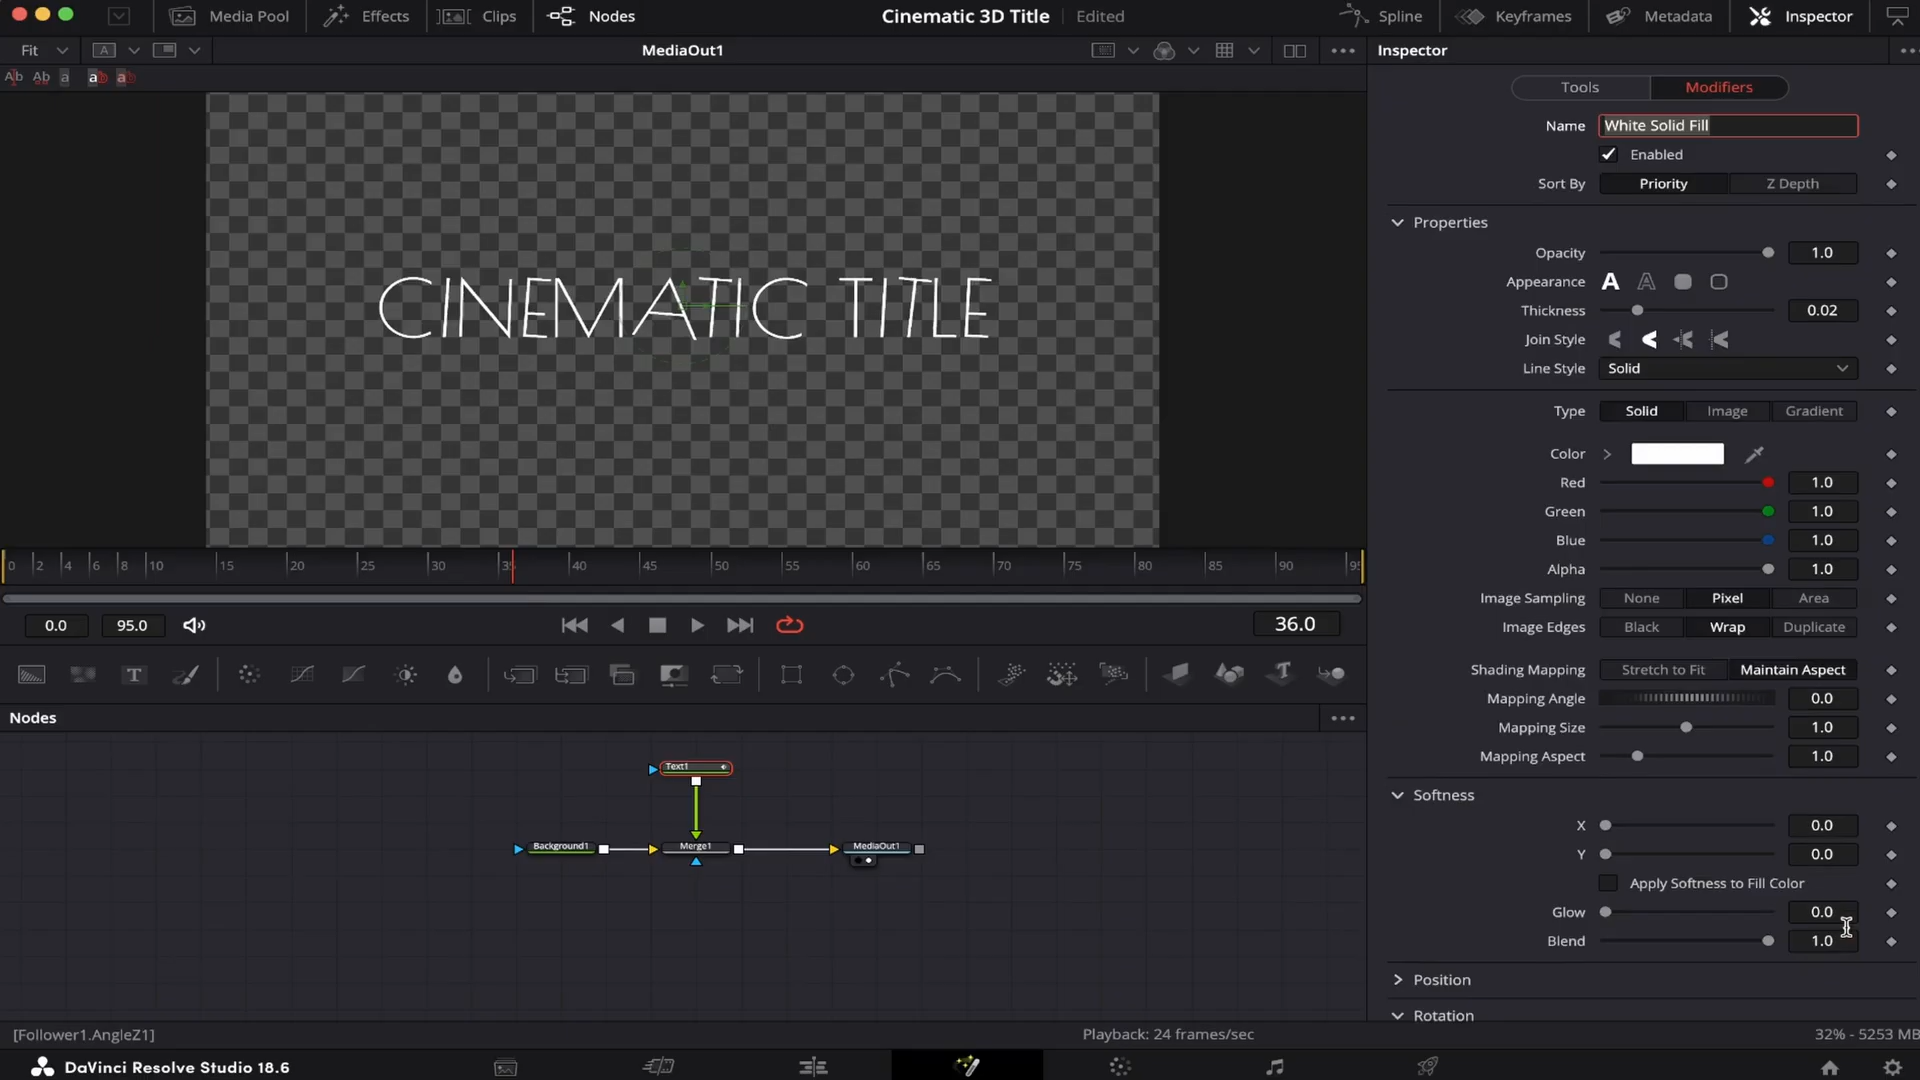 Media Pool Effects Clips Nodes Cinematic 3D Title Edited Spline Keyframes Metadata Inspector
Fit A MediaOut1 Inspector
Ab Ab a ab ab
Tools Modifiers
Name White Solid Fill
Enabled
Sort By Priority Z Depth
Properties
Opacity 1.0
Appearance A A
Thickness 0.02
Join Style
Line Style Solid
CINEMATIC TITLE
Type Solid Image Gradient
Color
Red 1.0
Green 1.0
Blue 1.0
Alpha 1.0
Image Sampling None Pixel Area
Image Edges Black Wrap Duplicate
Shading Mapping Stretch to Fit Maintain Aspect
Mapping Angle 0.0
Mapping Size 1.0
Mapping Aspect 1.0
Softness
X 0.0
Y 0.0
Apply Softness to Fill Color
Glow 0.0
Blend 1.0
Position
Rotation
0 2 4 6 8 10 15 20 25 30 40 45 50 55 60 65 70 75 80 85 90
0.0 95.0 36.0
T T
Nodes
Text1
Background1 Merge1 MediaOut1
[Follower1.AngleZ1] Playback: 24 frames/sec 32% - 5253 MB
DaVinci Resolve Studio 18.6